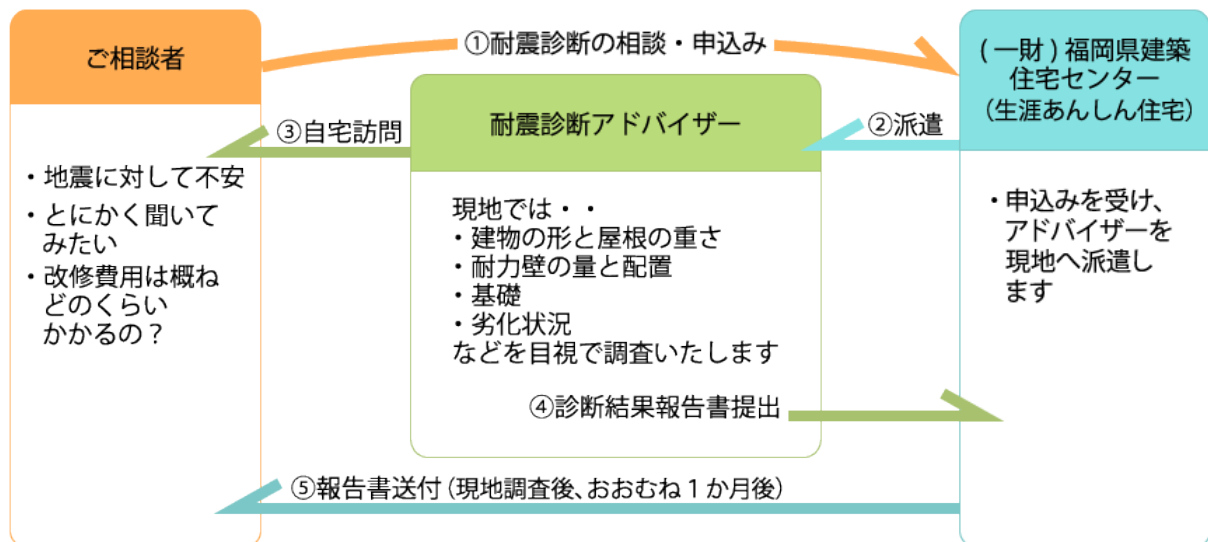 ご相談者
・地震に対して不安
・とにかく聞いて
みたい
・改修費用は概ね
どのくらい
かかるの？
①耐震診断の相談・申込み
③自宅訪問
耐震診断アドバイザー
現地では・・
・建物の形と屋根の重さ
・耐力壁の量と配置
・基礎
・劣化状況
などを目視で調査いたします
④診断結果報告書提出
②派遣
(一財)福岡県建築
住宅センター
（生涯あんしん住宅）
・申込みを受け、
アドバイザーを
現地へ派遣し
ます
⑤報告書送付（現地調査後、おおむね１か月後）